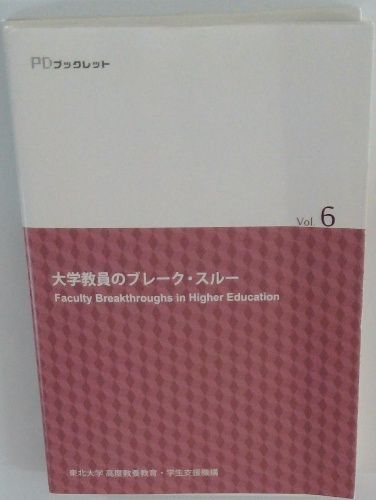 PDブックレット
Vol. 6
大学教員のブレーク・スルー
Faculty Breakthroughs in Higher Education
東北大学 高度教養教育・学生支援機構